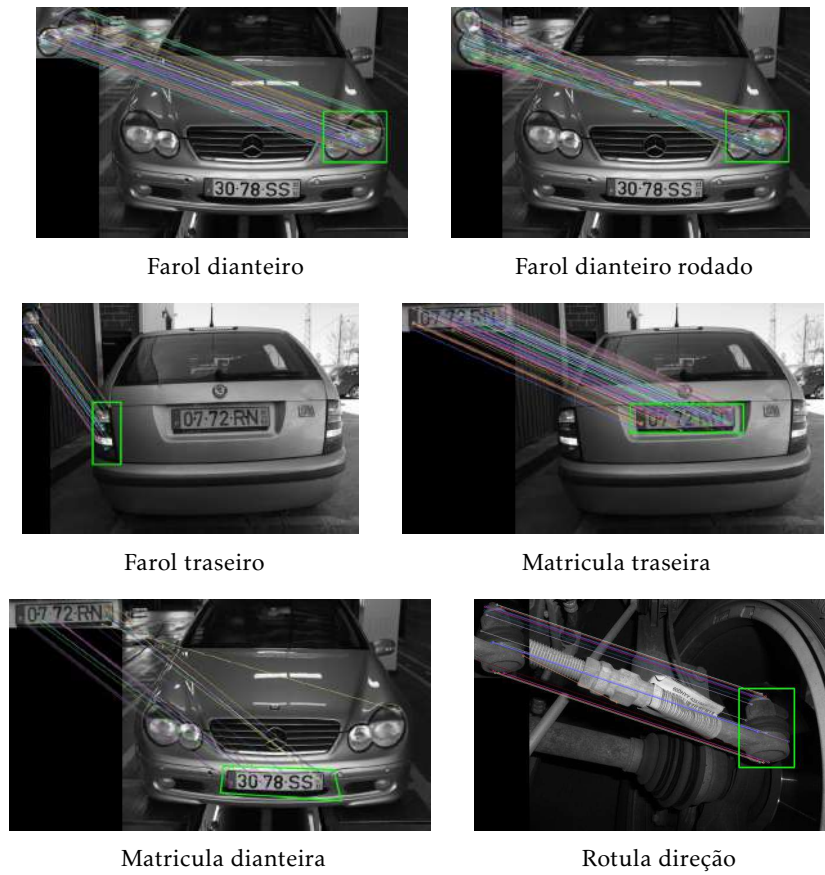 30-78-SS
30-78-SS
Farol dianteiro
Farol dianteiro rodado
07-72-RN
07-72-RN
07-72-RN
Farol traseiro
Matricula traseira
07-72-RN
30-78-SS
Matricula dianteira
Rotula direção